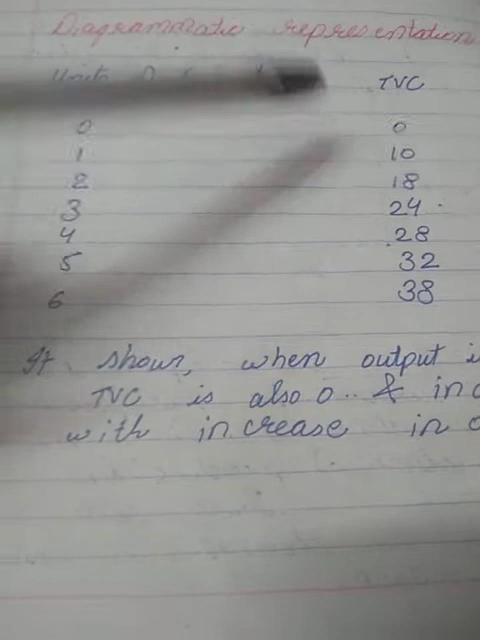 Diagrammatic representation
Units TVC
0 0
1 10
2 18
3 24
4 28
5 32
6 38
It shows, when output
TVC is also 0.. &
with increase in